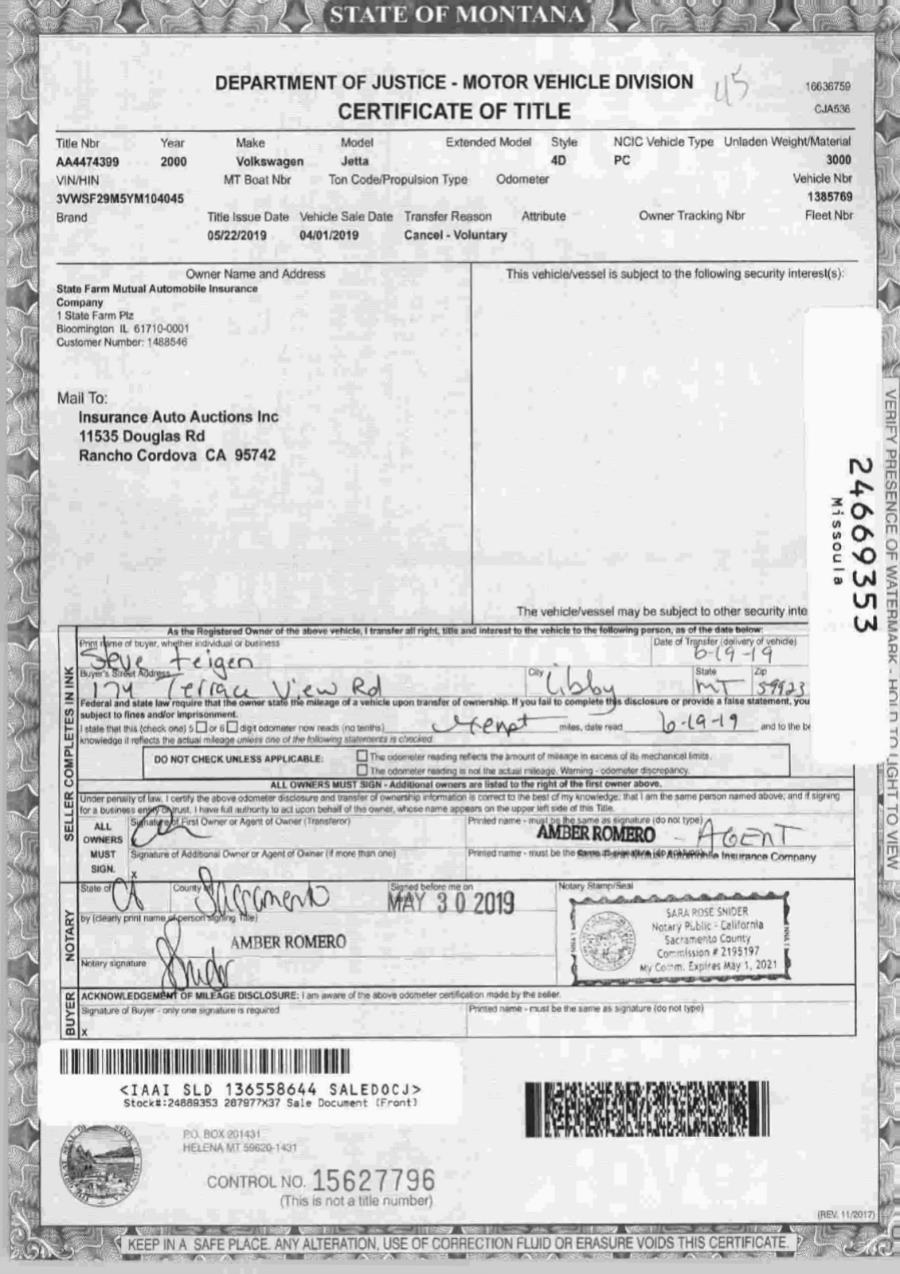 STATE OF MONTANA
DEPARTMENT OF JUSTICE - MOTOR VEHICLE DIVISION
CERTIFICATE OF TITLE
45
16636759
CJA536
Title Nbr Year Make Model Extended Model Style NCIC Vehicle Type Unladen Weight/Material
AA4474399 2000 Volkswagen Jetta 4D PC 3000
VIN/HIN MT Boat Nbr Ton Code/Propulsion Type Odometer Vehicle Nbr
3VWSF29M5YM104045 1385769
Brand Title Issue Date Vehicle Sale Date Transfer Reason Attribute Owner Tracking Nbr Fleet Nbr
05/22/2019 04/01/2019 Cancel - Voluntary
Owner Name and Address
State Farm Mutual Automobile Insurance
Company
1 State Farm Plz
Bloomington IL 61710-0001
Customer Number: 1488546
This vehicle/vessel is subject to the following security interest(s):
Mail To:
Insurance Auto Auctions Inc
11535 Douglas Rd
Rancho Cordova CA 95742
24669353
Missoula
VERIFY PRESENCE OF WATERMARK - HOLD TO LIGHT TO VIEW
The vehicle/vessel may be subject to other security inte
SELLER COMPLETES IN INK
As the Registered Owner of the above vehicle, I transfer all right, title and interest to the vehicle to the following person, as of the date below:
Print name of buyer, whether individual or business Date of Transfer (delivery of vehicle)
Steve Feigen 6-19-19
Buyer's Street Address City State Zip
174 Terrace View Rd Libby MT 59923
Federal and state law require that the owner state the mileage of a vehicle upon transfer of ownership. If you fail to complete this disclosure or provide a false statement, you
subject to fines and/or imprisonment.
I state that this (check one) 5 or 6 digit odometer now reads (no tenths) Exempt miles, date read 6-19-19 and to the be
knowledge it reflects the actual mileage unless one of the following statements is checked
DO NOT CHECK UNLESS APPLICABLE:
The odometer reading reflects the amount of mileage in excess of its mechanical limits.
The odometer reading is not the actual mileage. Warning - odometer discrepancy.
ALL OWNERS MUST SIGN - Additional owners are listed to the right of the first owner above.
Under penalty of law, I certify the above odometer disclosure and transfer of ownership information is correct to the best of my knowledge; that I am the same person named above; and if signing
for a business entity or trust, I have full authority to act upon behalf of this owner, whose name appears on the upper left side of this Title.
ALL OWNERS MUST SIGN.
Signature of First Owner or Agent of Owner (Transferor) Printed name - must be the same as signature (do not type)
AMBER ROMERO - AGENT
Signature of Additional Owner or Agent of Owner (if more than one) Printed name - must be the Insurance Company
x
NOTARY
State of CA County of Sacramento Signed before me on MAY 30 2019
by (clearly print name of person signing Title)
AMBER ROMERO
Notary signature Snider
Notary Stamp/Seal
SARA ROSE SNIDER
Notary Public - California
Sacramento County
Commission # 2195197
My Comm. Expires May 1, 2021
BUYER
ACKNOWLEDGEMENT OF MILEAGE DISCLOSURE: I am aware of the above odometer certification made by the seller.
Signature of Buyer - only one signature is required Printed name - must be the same as signature (do not type)
x
<IAAI SLD 136558644 SALEDOCJ>
Stock#:24669353 287977X37 Sale Document (Front)
P.O. BOX 201431
HELENA MT 59620-1431
CONTROL NO. 15627796
(This is not a title number)
(REV. 11/2017)
KEEP IN A SAFE PLACE. ANY ALTERATION, USE OF CORRECTION FLUID OR ERASURE VOIDS THIS CERTIFICATE.